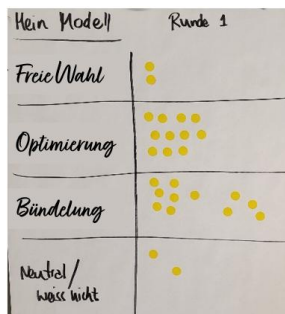 Mein Modell
Runde 1
Freie Wahl
Optimierung
Bündelung
Neutral/
weiss nicht